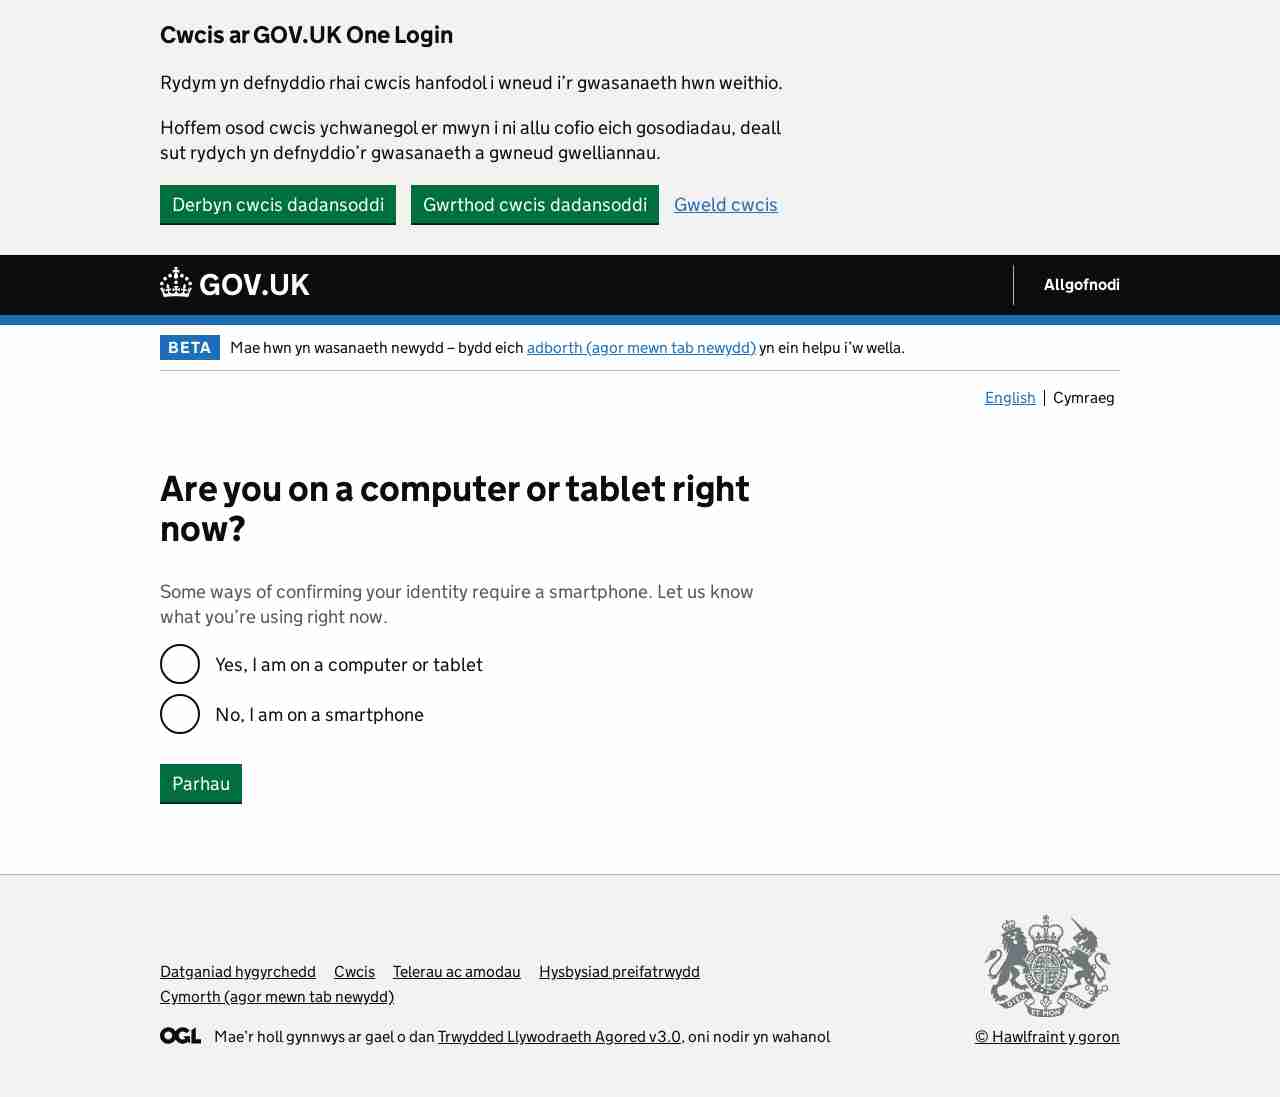 Cwcis ar GOV.UK One Login
Rydym yn defnyddio rhai cwcis hanfodol i wneud i’r gwasanaeth hwn weithio.
Hoffem osod cwcis ychwanegol er mwyn i ni allu cofio eich gosodiadau, deall
sut rydych yn defnyddio’r gwasanaeth a gwneud gwelliannau.
Derbyn cwcis dadansoddi
Gwrthod cwcis dadansoddi
Gweld cwcis
GOV.UK
Allgofnodi
BETA
Mae hwn yn wasanaeth newydd – bydd eich adborth (agor mewn tab newydd) yn ein helpu i’w wella.
English
Cymraeg
Are you on a computer or tablet right
now?
Some ways of confirming your identity require a smartphone. Let us know
what you’re using right now.
Yes, I am on a computer or tablet
No, I am on a smartphone
Parhau
Datganiad hygyrchedd
Cwcis
Telerau ac amodau
Hysbysiad preifatrwydd
Cymorth (agor mewn tab newydd)
OGL
Mae’r holl gynnwys ar gael o dan Trwydded Llywodraeth Agored v3.0, oni nodir yn wahanol
© Hawlfraint y goron